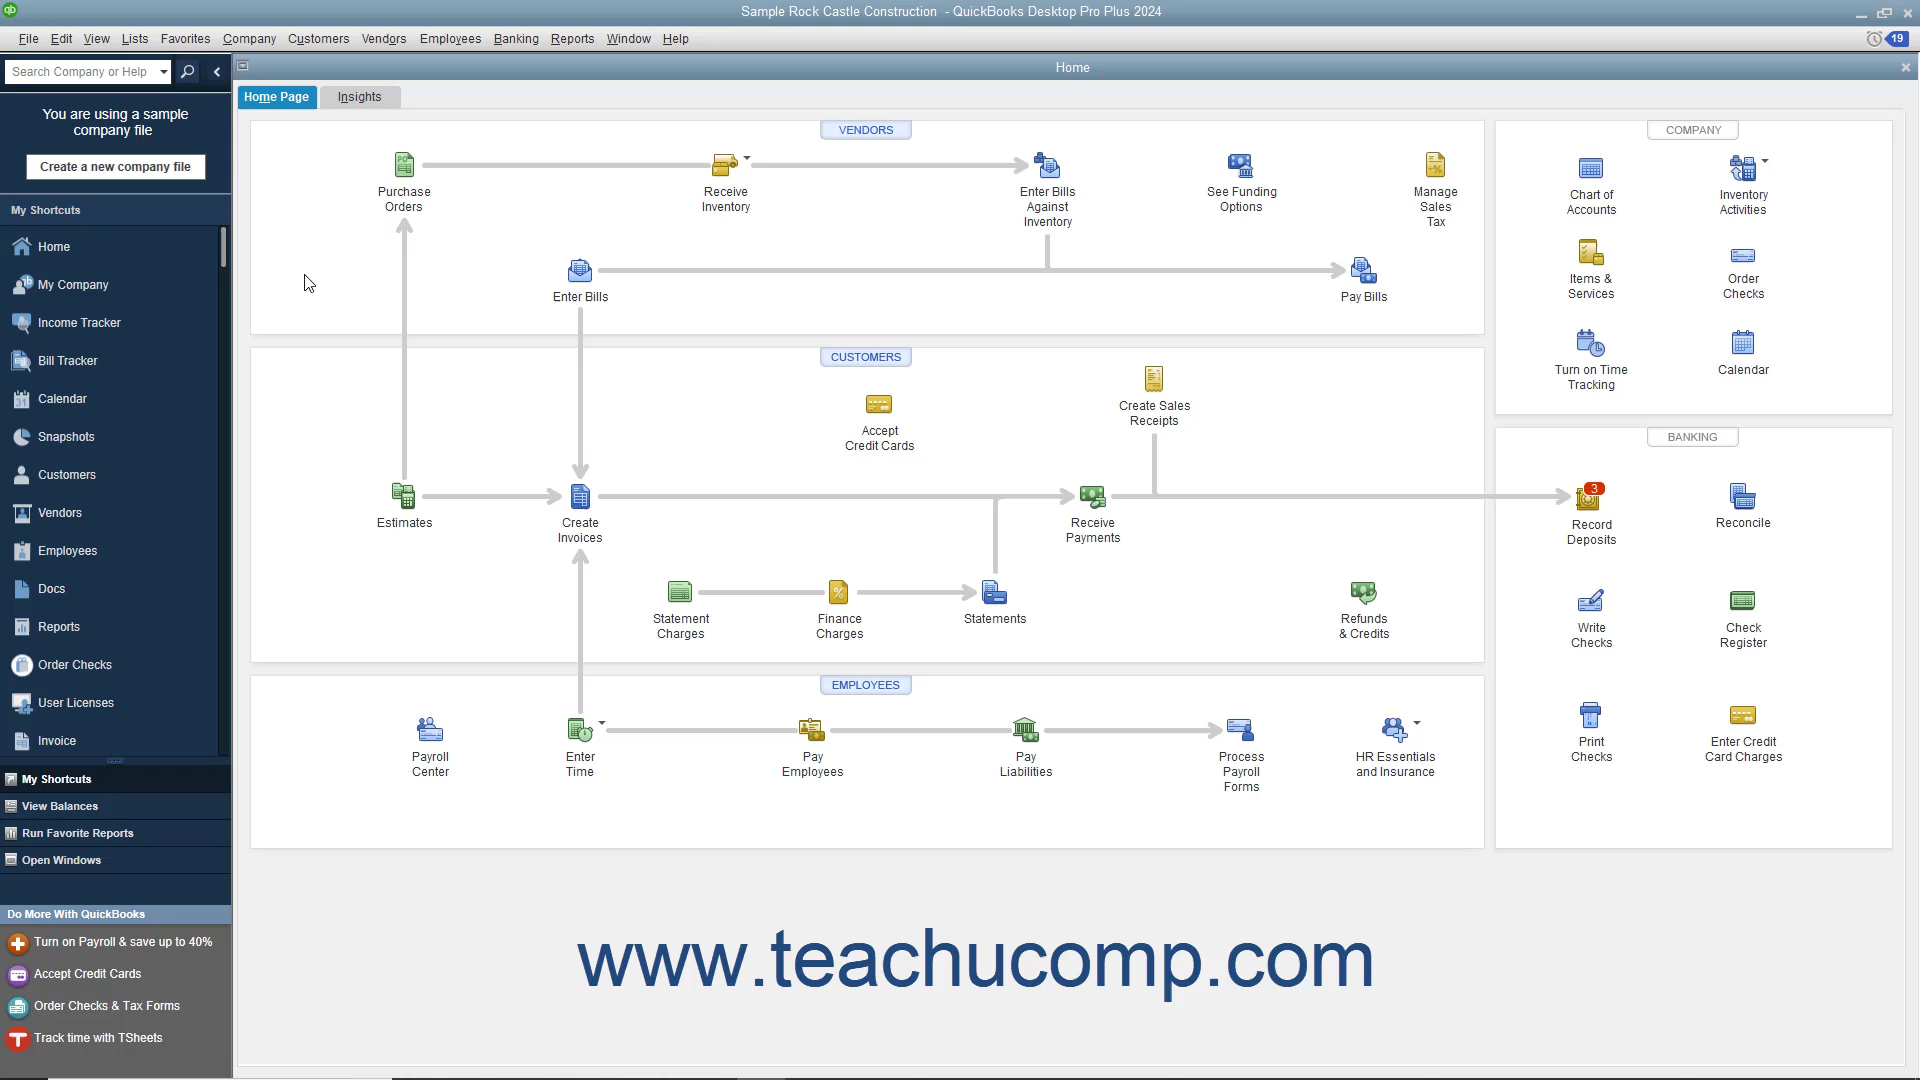 Sample Rock Castle Construction - QuickBooks Desktop Pro Plus 2024
File Edit View Lists Favorites Company Customers Vendors Employees Banking Reports Window Help
19
Search Company or Help
Home
You are using a sample
company file
Create a new company file
My Shortcuts
Home
My Company
Income Tracker
Bill Tracker
Calendar
Snapshots
Customers
Vendors
Employees
Docs
Reports
Order Checks
User Licenses
Invoice
My Shortcuts
View Balances
Run Favorite Reports
Open Windows
Do More With QuickBooks
Turn on Payroll & save up to 40%
Accept Credit Cards
Order Checks & Tax Forms
Track time with TSheets
Home Page
Insights
VENDORS
Purchase
Orders
Receive
Inventory
Enter Bills
Against
Inventory
See Funding
Options
Manage
Sales
Tax
Enter Bills
Pay Bills
CUSTOMERS
Create Sales
Receipts
Accept
Credit Cards
Estimates
Create
Invoices
Receive
Payments
Statement
Charges
Finance
Charges
Statements
Refunds
& Credits
EMPLOYEES
Payroll
Center
Enter
Time
Pay
Employees
Pay
Liabilities
Process
Payroll
Forms
HR Essentials
and Insurance
COMPANY
Chart of
Accounts
Inventory
Activities
Items &
Services
Order
Checks
Turn on Time
Tracking
Calendar
BANKING
3
Record
Deposits
Reconcile
Write
Checks
Check
Register
Print
Checks
Enter Credit
Card Charges
www.teachucomp.com